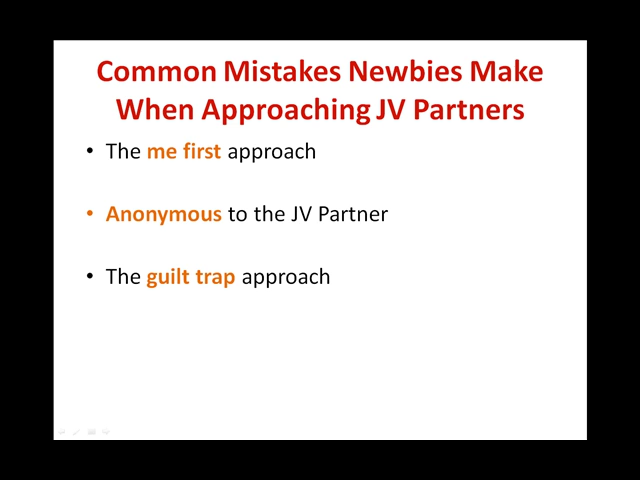 Common Mistakes Newbies Make
When Approaching JV Partners
• The me first approach
• Anonymous to the JV Partner
• The guilt trap approach